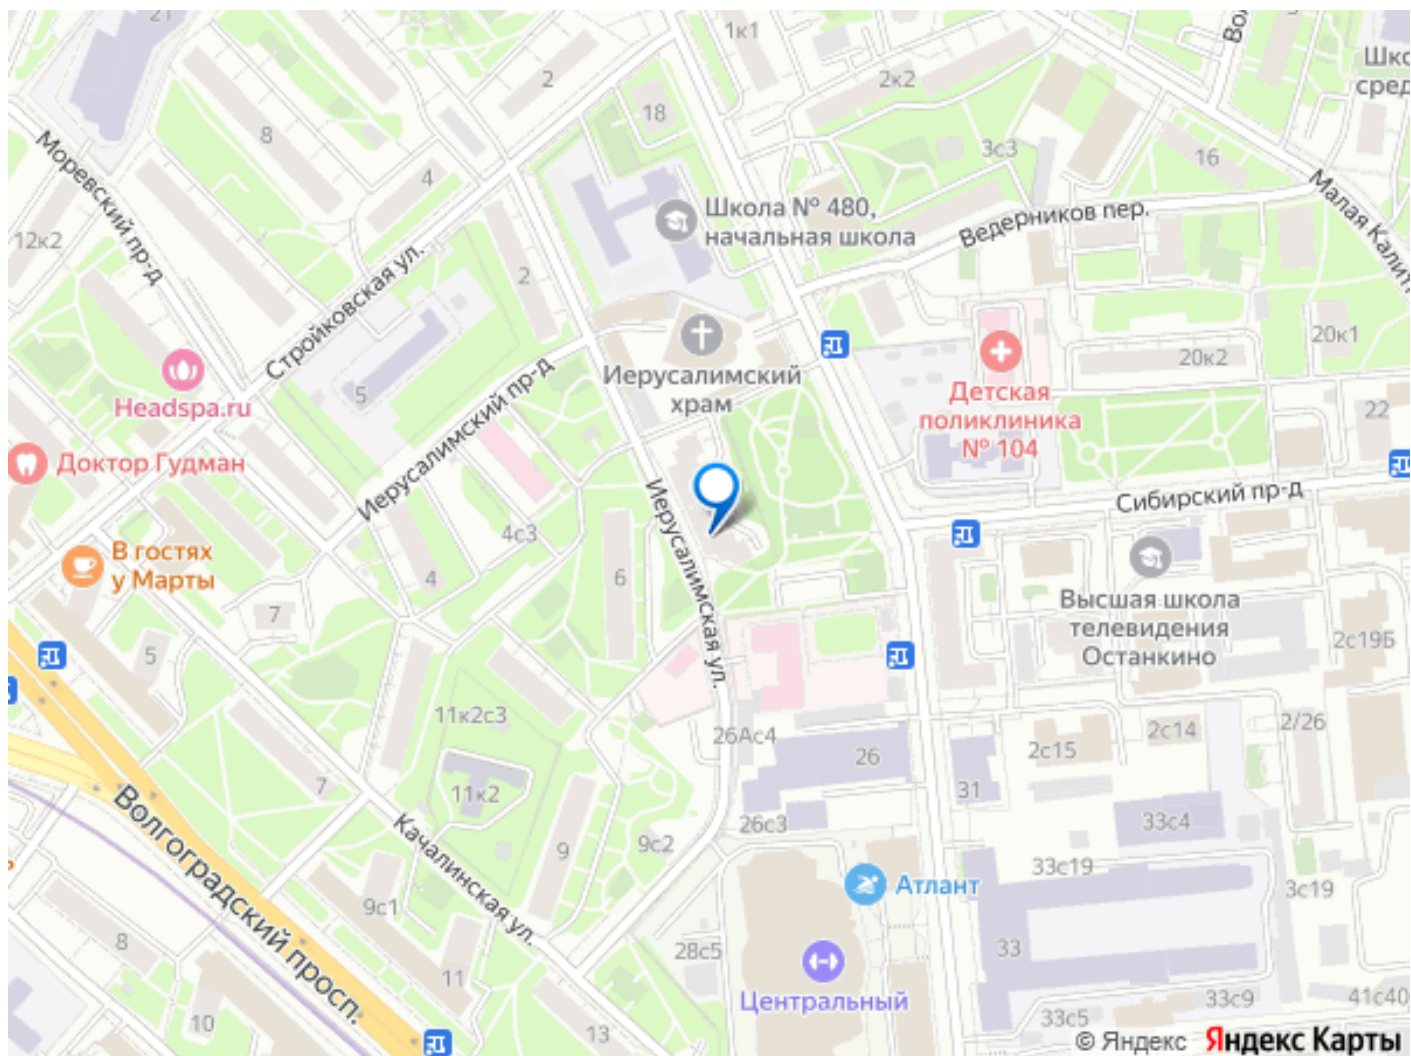 21
1к1
2
2к2
Шко
сред
18
8
3с3
16
Моревский пр-д
4
Малая Калит
Школа № 480,
начальная школа
Ведерников пер.
12к2
2
Стройковская ул.
20к1
20к2
Иерусалимский
храм
Детская
поликлиника
№ 104
Headspa.ru
5
Иерусалимский пр-д
22
Доктор Гудман
Сибирский пр-д
4с3
Иерусалимская ул.
В гостях
у Марты
4
6
7
Высшая школа
телевидения
Останкино
5
2с19Б
11к2с3
26Ас4
26
2с15
2с14
2/26
7
11к2
31
Волгоградский просп.
Качалинская ул.
26с3
33с4
9
9с2
33с19
Атлант
3с19
9с1
8
28с5
33
11
Центральный
33с9
41с40
10
13
33с5
© Яндекс Яндекс Карты